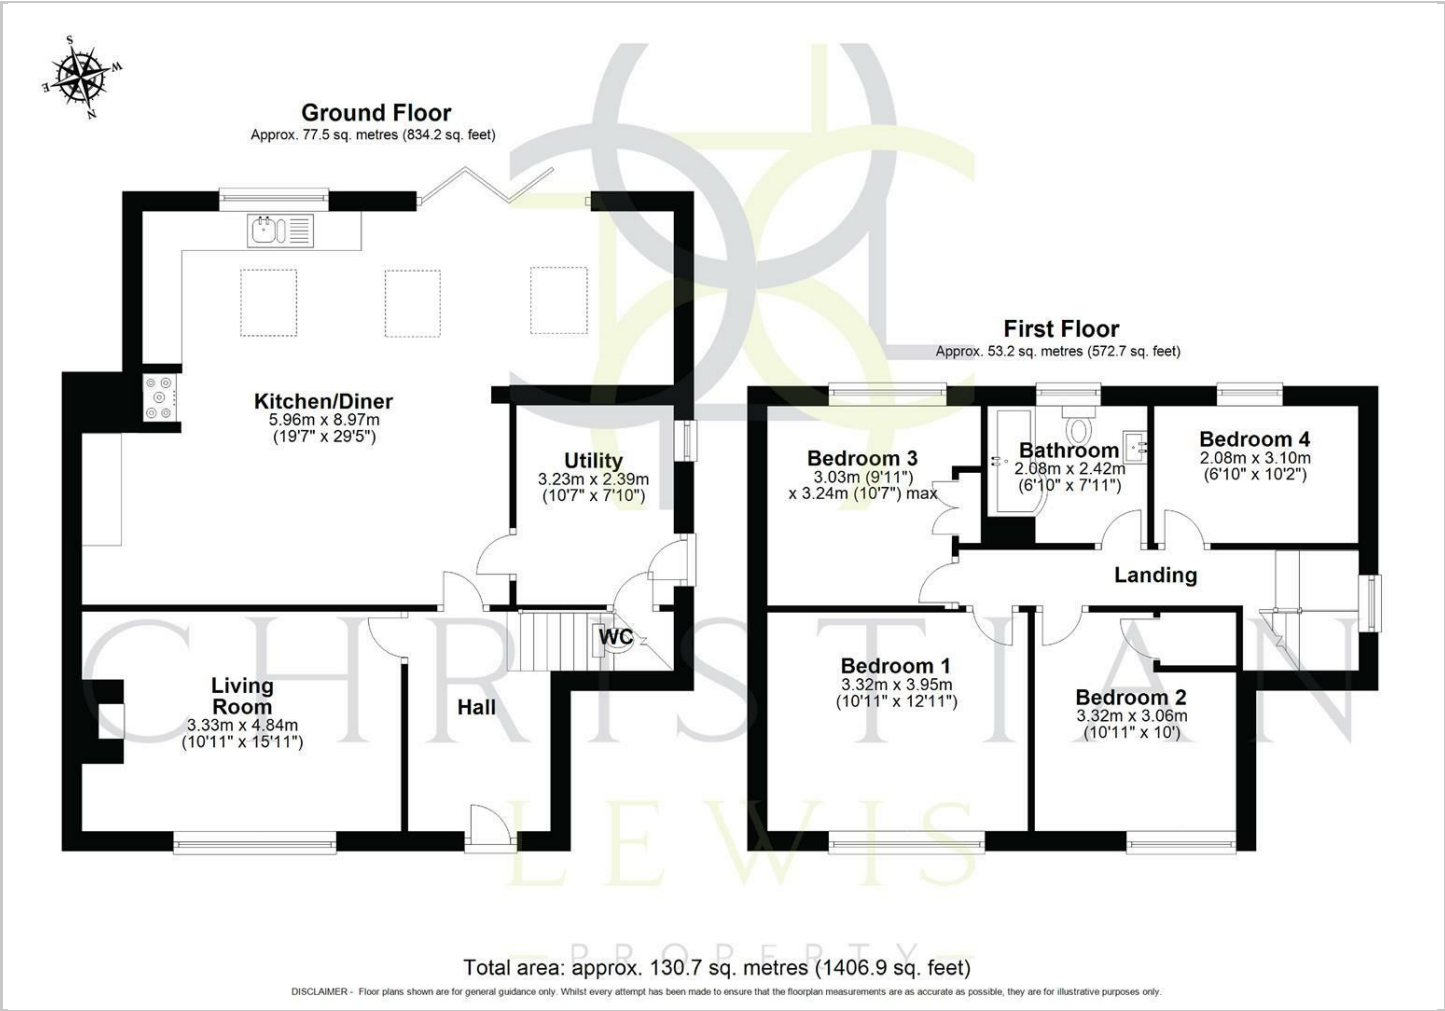 S
W
E
N
Ground Floor
Approx. 77.5 sq. metres (834.2 sq. feet)
First Floor
Approx. 53.2 sq. metres (572.7 sq. feet)
Kitchen/Diner
5.96m x 8.97m
(19'7" x 29'5")
Utility
3.23m x 2.39m
(10'7" x 7'10")
WC
Living
Room
3.33m x 4.84m
(10'11" x 15'11")
Hall
Bedroom 3
3.03m (9'11")
x 3.24m (10'7") max
Bathroom
2.08m x 2.42m
(6'10" x 7'11")
Bedroom 4
2.08m x 3.10m
(6'10" x 10'2")
Landing
Bedroom 1
3.32m x 3.95m
(10'11" x 12'11")
Bedroom 2
3.32m x 3.06m
(10'11" x 10')
CHRISTIAN
LEWIS
PROPERTY
Total area: approx. 130.7 sq. metres (1406.9 sq. feet)
DISCLAIMER - Floor plans shown are for general guidance only. Whilst every attempt has been made to ensure that the floorplan measurements are as accurate as possible, they are for illustrative purposes only.